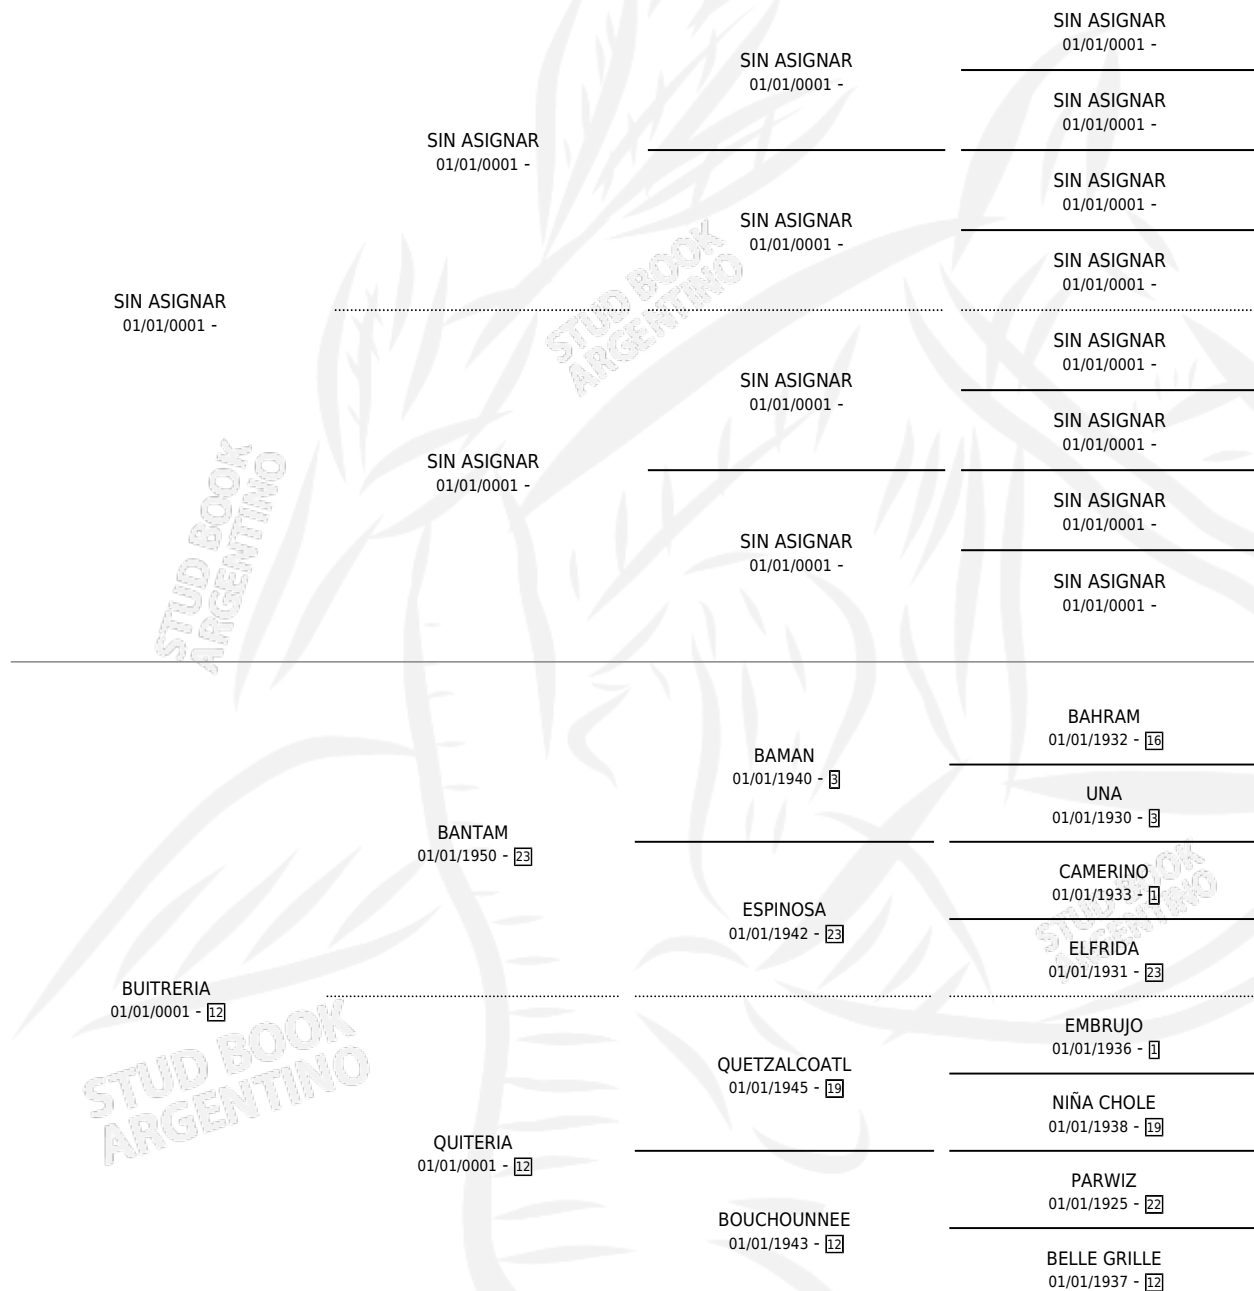 SIN ASIGNAR
01/01/0001 -
SIN ASIGNAR
01/01/0001 -
SIN ASIGNAR
01/01/0001 -
SIN ASIGNAR
01/01/0001 -
SIN ASIGNAR
01/01/0001 -
SIN ASIGNAR
01/01/0001 -
SIN ASIGNAR
01/01/0001 -
SIN ASIGNAR
01/01/0001 -
STUD BOOK
ARGENTINO
SIN ASIGNAR
01/01/0001 -
SIN ASIGNAR
01/01/0001 -
SIN ASIGNAR
01/01/0001 -
SIN ASIGNAR
01/01/0001 -
SIN ASIGNAR
01/01/0001 -
STUD BOOK
ARGENTINO
SIN ASIGNAR
01/01/0001 -
SIN ASIGNAR
01/01/0001 -
 SIN ASIGNAR
01/01/0001 -
BAHRAM
01/01/1932 - 16
BAMAN
01/01/1940 - 3
UNA
01/01/1930 - 3
BANTAM
01/01/1950 - 23
CAMERINO
01/01/1933 - 1
STUD BOOK
ARGENTINO
ESPINOSA
01/01/1942 - 23
ELFRIDA
01/01/1931 - 23
BUITRERIA
01/01/0001 - 12
STUD BOOK
ARGENTINO
EMBRUJO
01/01/1936 - 1
QUETZALCOATL
01/01/1945 - 19
NIÑA CHOLE
01/01/1938 - 19
QUITERIA
01/01/0001 - 12
PARWIZ
01/01/1925 - 22
BOUCHOUNNEE
01/01/1943 - 12
BELLE GRILLE
01/01/1937 - 12